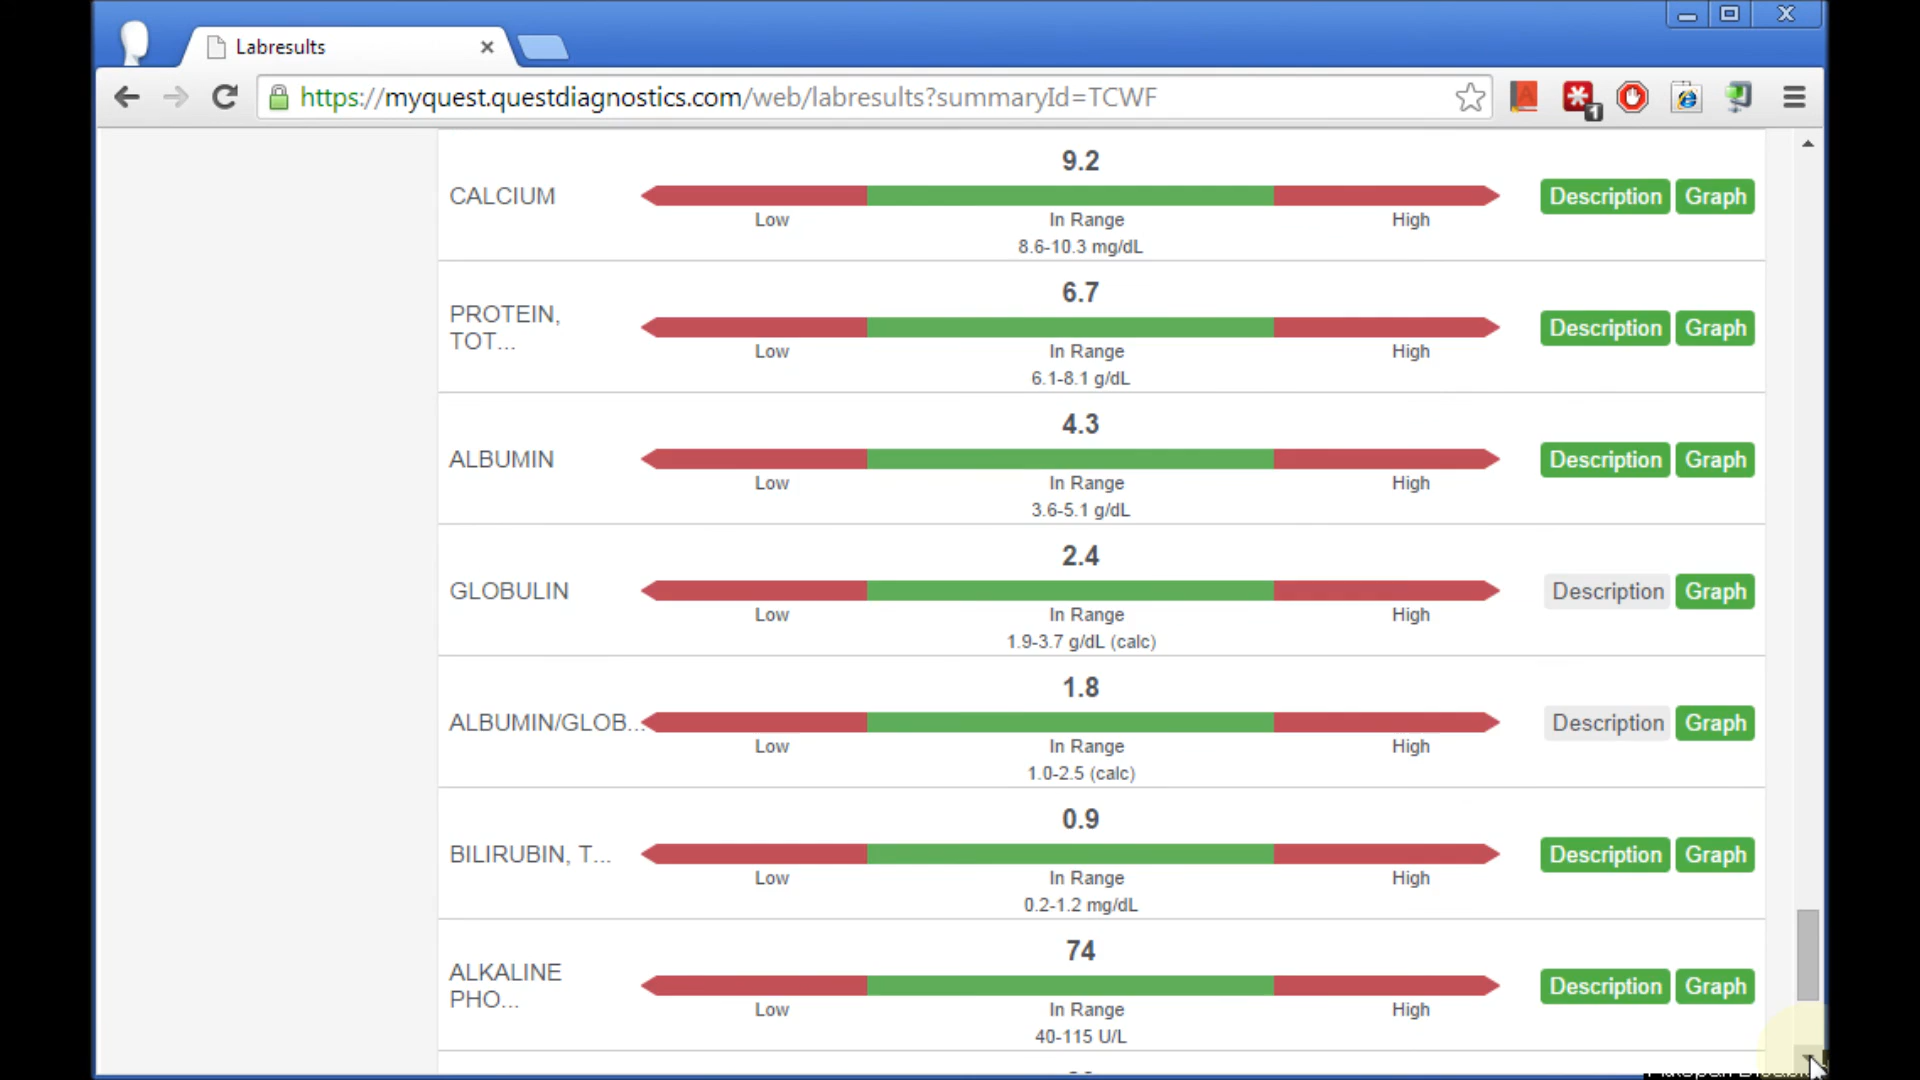 Labresults
https://myquest.questdiagnostics.com/web/labresults?summaryId=TCWF
1
9.2
CALCIUM
Description Graph
Low In Range High
8.6-10.3 mg/dL
6.7
PROTEIN,
TOT...
Description Graph
Low In Range High
6.1-8.1 g/dL
4.3
ALBUMIN
Description Graph
Low In Range High
3.6-5.1 g/dL
2.4
GLOBULIN
Description Graph
Low In Range High
1.9-3.7 g/dL (calc)
1.8
ALBUMIN/GLOB...
Description Graph
Low In Range High
1.0-2.5 (calc)
0.9
BILIRUBIN, T...
Description Graph
Low In Range High
0.2-1.2 mg/dL
74
ALKALINE
PHO...
Description Graph
Low In Range High
40-115 U/L